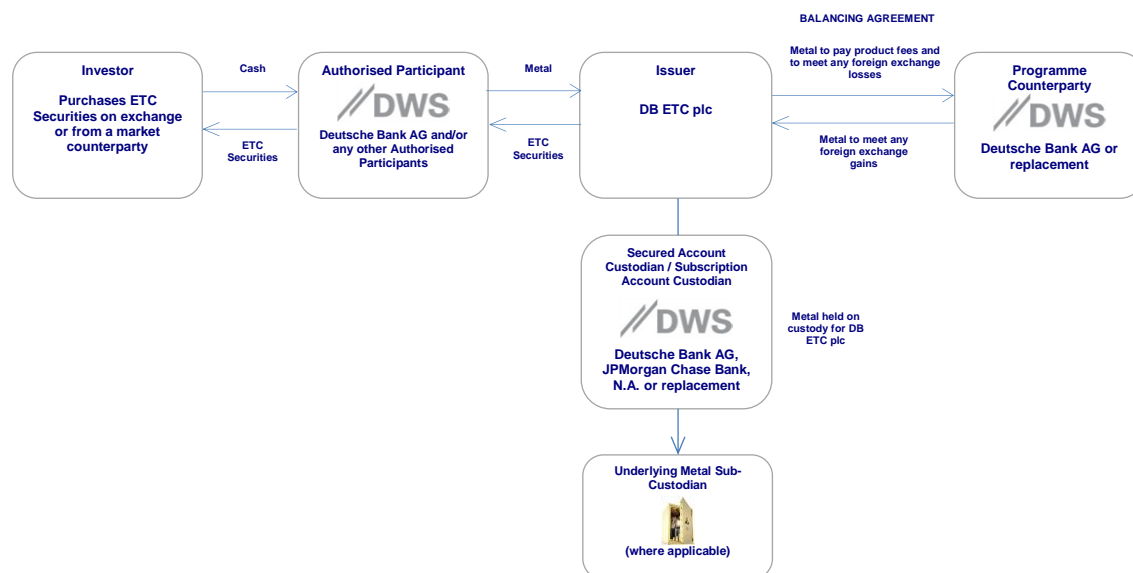 BALANCING AGREEMENT
Investor
Purchases ETC
Securities on exchange
or from a market
counterparty
Cash
ETC
Securities
Authorised Participant
DWS
Deutsche Bank AG and/or
any other Authorised
Participants
Metal
ETC
Securities
Issuer
DB ETC plc
Metal to pay product fees and
to meet any foreign exchange
losses
Metal to meet any
foreign exchange
gains
Programme
Counterparty
DWS
Deutsche Bank AG or
replacement
Secured Account
Custodian / Subscription
Account Custodian
DWS
Deutsche Bank AG,
JPMorgan Chase Bank,
N.A. or replacement
Metal held on
custody for DB
ETC plc
Underlying Metal Sub-
Custodian
(where applicable)